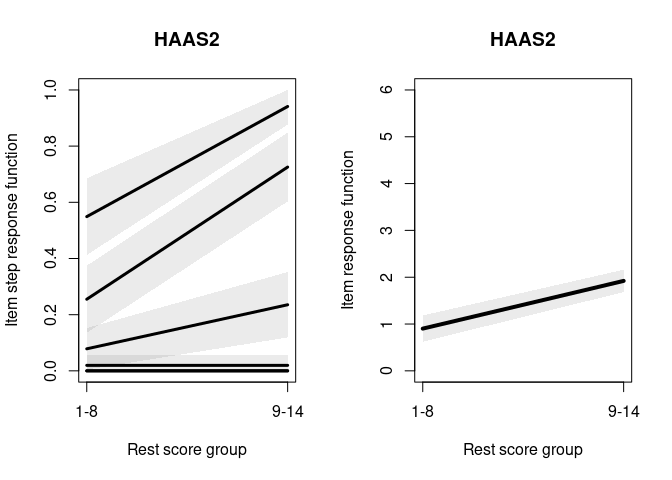 HAAS2
Item step response function
1.0
0.8
0.6
0.4
0.2
0.0
1-8
9-14
Rest score group
HAAS2
Item response function
6
5
4
3
2
1
0
1-8
9-14
Rest score group